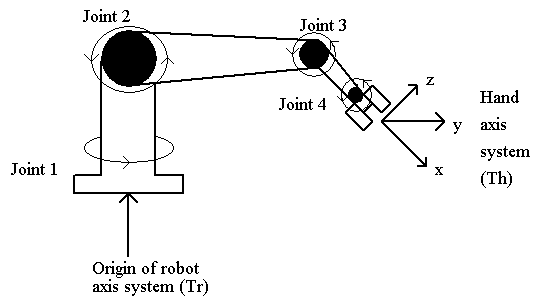 Joint 2
Joint 3
Joint 4
z
y
x
Hand
axis
system
(Th)
Joint 1
Origin of robot
axis system (Tr)